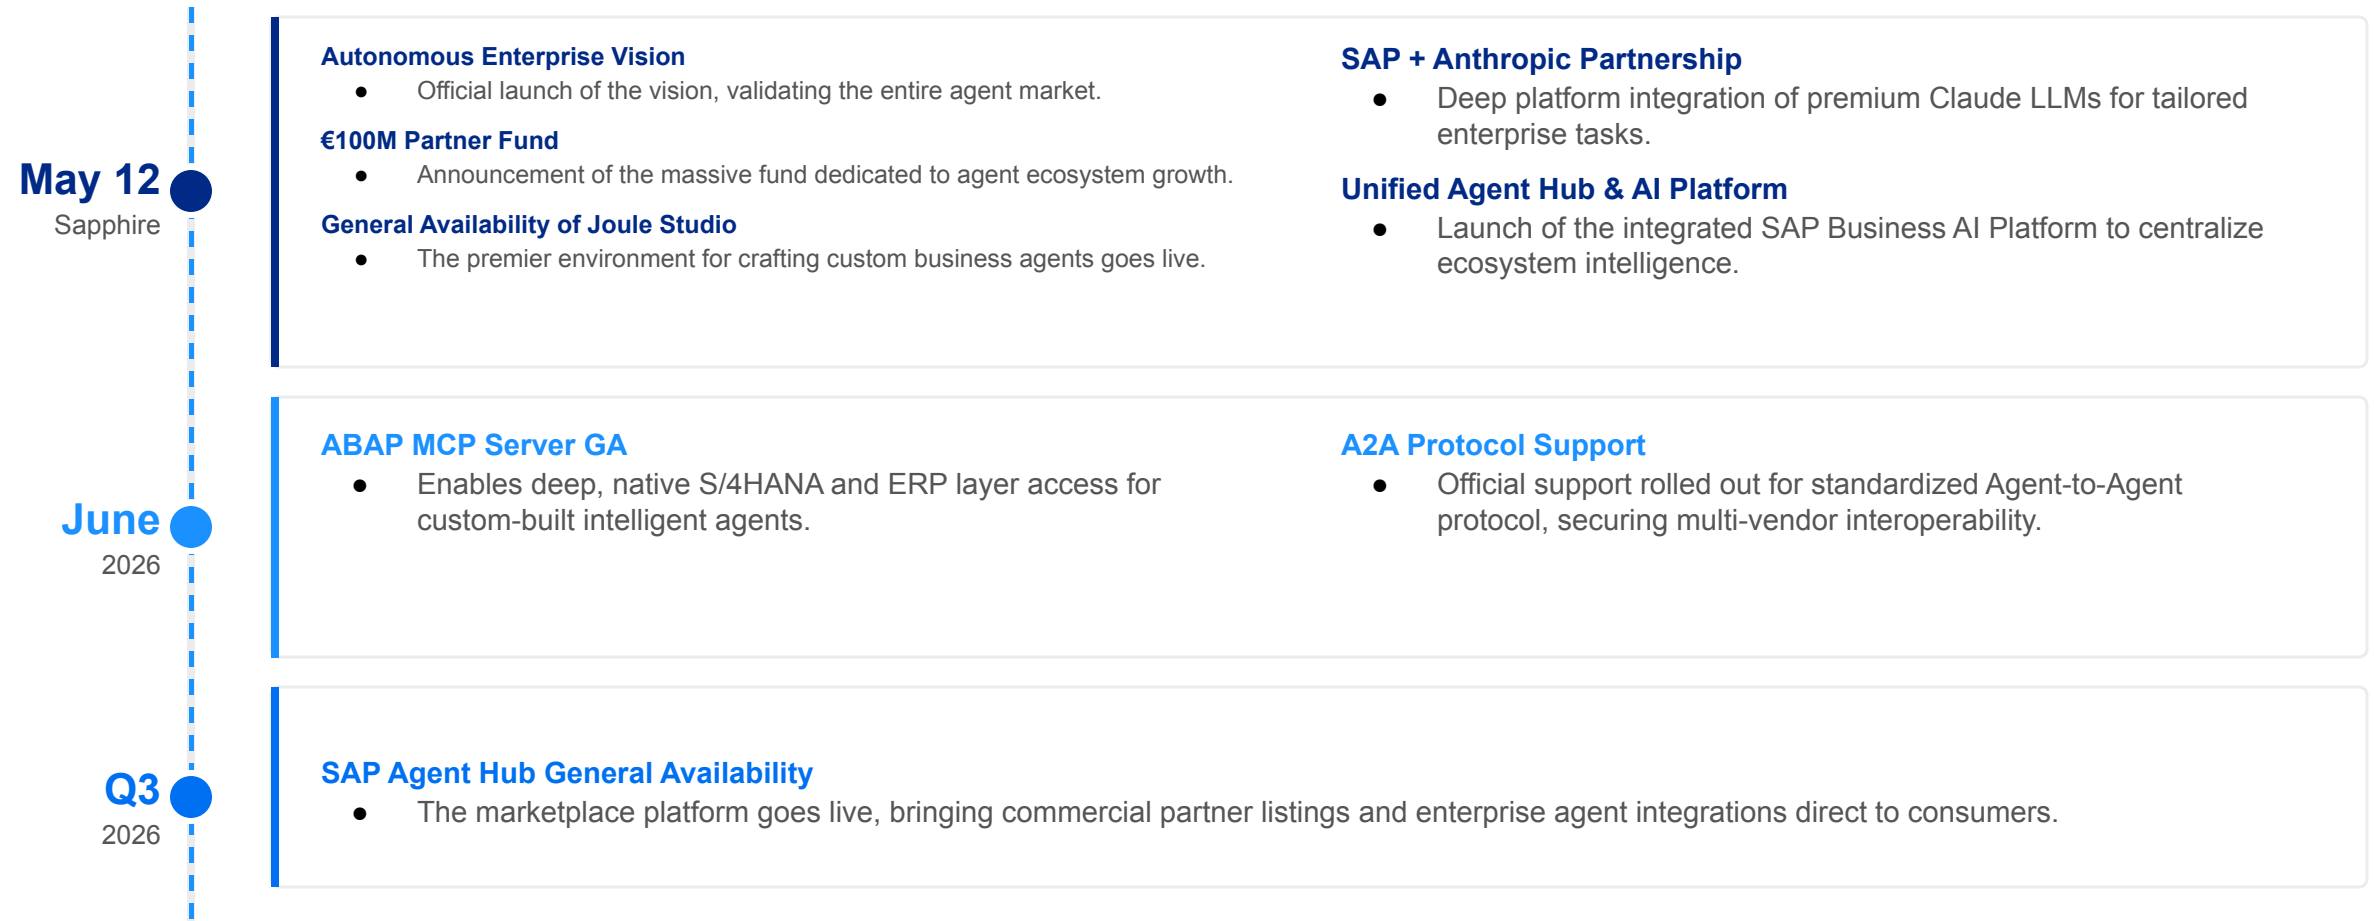 May 12
Sapphire
Autonomous Enterprise Vision
● Official launch of the vision, validating the entire agent market.
€100M Partner Fund
● Announcement of the massive fund dedicated to agent ecosystem growth.
General Availability of Joule Studio
● The premier environment for crafting custom business agents goes live.
SAP + Anthropic Partnership
● Deep platform integration of premium Claude LLMs for tailored
enterprise tasks.
Unified Agent Hub & AI Platform
● Launch of the integrated SAP Business AI Platform to centralize
ecosystem intelligence.
June
2026
ABAP MCP Server GA
● Enables deep, native S/4HANA and ERP layer access for
custom-built intelligent agents.
A2A Protocol Support
● Official support rolled out for standardized Agent-to-Agent
protocol, securing multi-vendor interoperability.
Q3
2026
SAP Agent Hub General Availability
● The marketplace platform goes live, bringing commercial partner listings and enterprise agent integrations direct to consumers.